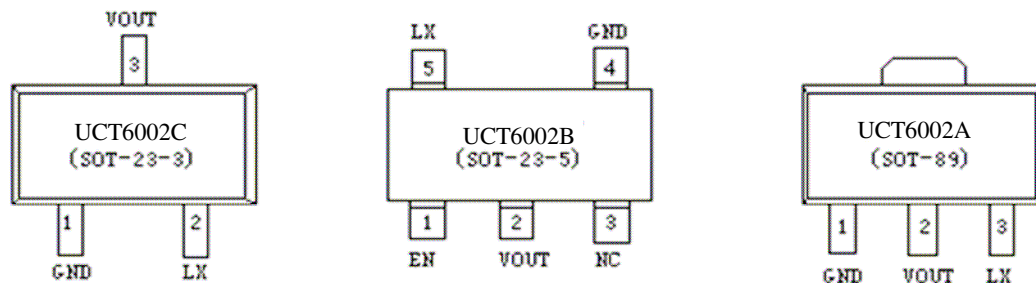 VOUT
3
UCT6002C
(SOT-23-3)
1 2
GND LX
LX GND
5 4
UCT6002B
(SOT-23-5)
1 2 3
EN VOUT NC
UCT6002A
(SOT-89)
1 2 3
GND VOUT LX